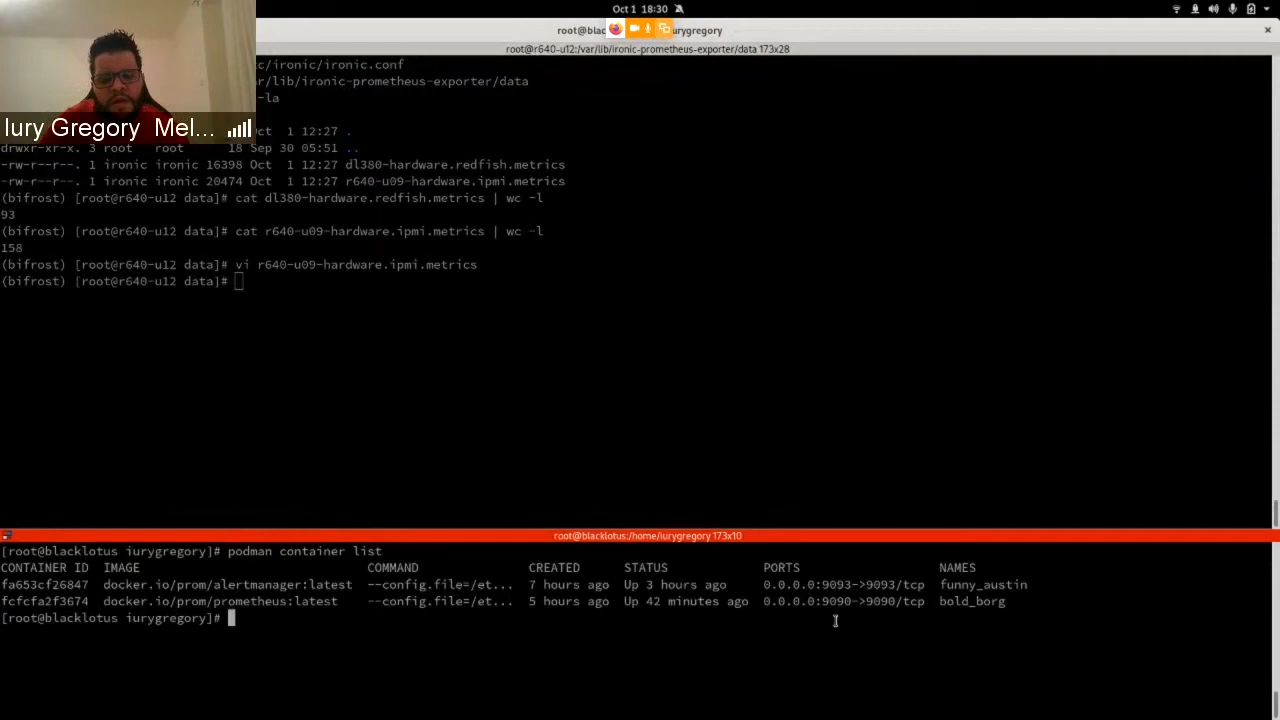 Oct 1 18:30
root@blac
urygregory
root@r640-u12:/var/lib/ironic-prometheus-exporter/data 173x28
c/ironic/ironic.conf
ar/lib/ironic-prometheus-exporter/data
-la
Iury Gregory Mel...
Oct 1 12:27 .
drwxr-xr-x. 3 root root 18 Sep 30 05:51 ..
-rw-r--r--. 1 ironic ironic 16398 Oct 1 12:27 dl380-hardware.redfish.metrics
-rw-r--r--. 1 ironic ironic 20474 Oct 1 12:27 r640-u09-hardware.ipmi.metrics
(bifrost) [root@r640-u12 data]# cat dl380-hardware.redfish.metrics | wc -l
93
(bifrost) [root@r640-u12 data]# cat r640-u09-hardware.ipmi.metrics | wc -l
158
(bifrost) [root@r640-u12 data]# vi r640-u09-hardware.ipmi.metrics
(bifrost) [root@r640-u12 data]#
root@blacklotus:/home/iurygregory 173x10
[root@blacklotus iurygregory]# podman container list
CONTAINER ID IMAGE COMMAND CREATED STATUS PORTS NAMES
fa653cf26847 docker.io/prom/alertmanager:latest --config.file=/et... 7 hours ago Up 3 hours ago 0.0.0.0:9093->9093/tcp funny_austin
fcfcfa2f3674 docker.io/prom/prometheus:latest --config.file=/et... 5 hours ago Up 42 minutes ago 0.0.0.0:9090->9090/tcp bold_borg
[root@blacklotus iurygregory]#